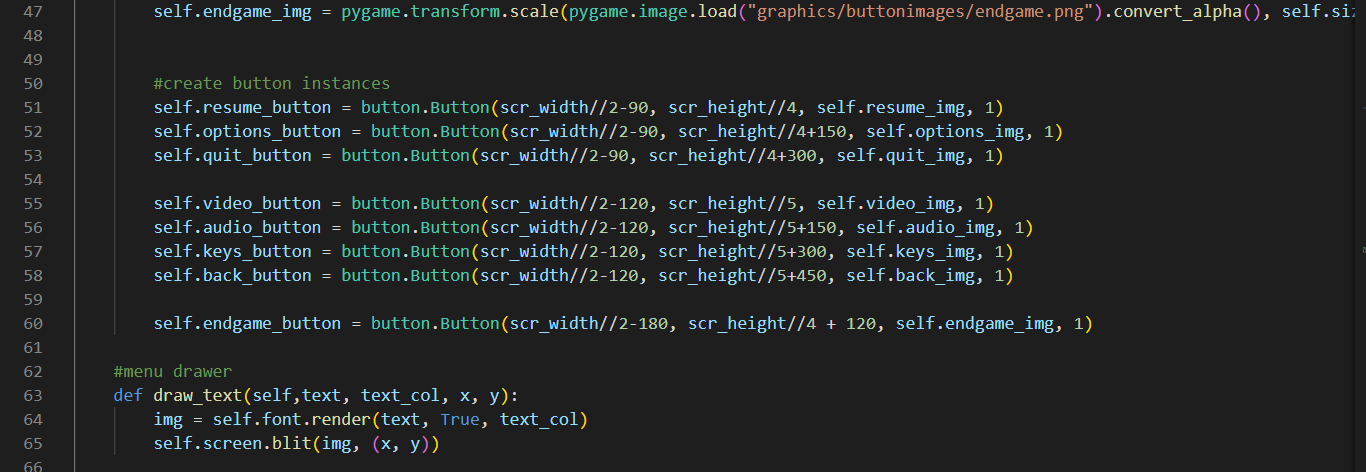 47 self.endgame_img = pygame.transform.scale(pygame.image.load("graphics/buttonimages/endgame.png").convert_alpha(), self.siz
48
49
50 #create button instances
51 self.resume_button = button.Button(scr_width//2-90, scr_height//4, self.resume_img, 1)
52 self.options_button = button.Button(scr_width//2-90, scr_height//4+150, self.options_img, 1)
53 self.quit_button = button.Button(scr_width//2-90, scr_height//4+300, self.quit_img, 1)
54
55 self.video_button = button.Button(scr_width//2-120, scr_height//5, self.video_img, 1)
56 self.audio_button = button.Button(scr_width//2-120, scr_height//5+150, self.audio_img, 1)
57 self.keys_button = button.Button(scr_width//2-120, scr_height//5+300, self.keys_img, 1)
58 self.back_button = button.Button(scr_width//2-120, scr_height//5+450, self.back_img, 1)
59
60 self.endgame_button = button.Button(scr_width//2-180, scr_height//4 + 120, self.endgame_img, 1)
61
62 #menu drawer
63 def draw_text(self,text, text_col, x, y):
64 img = self.font.render(text, True, text_col)
65 self.screen.blit(img, (x, y))
66